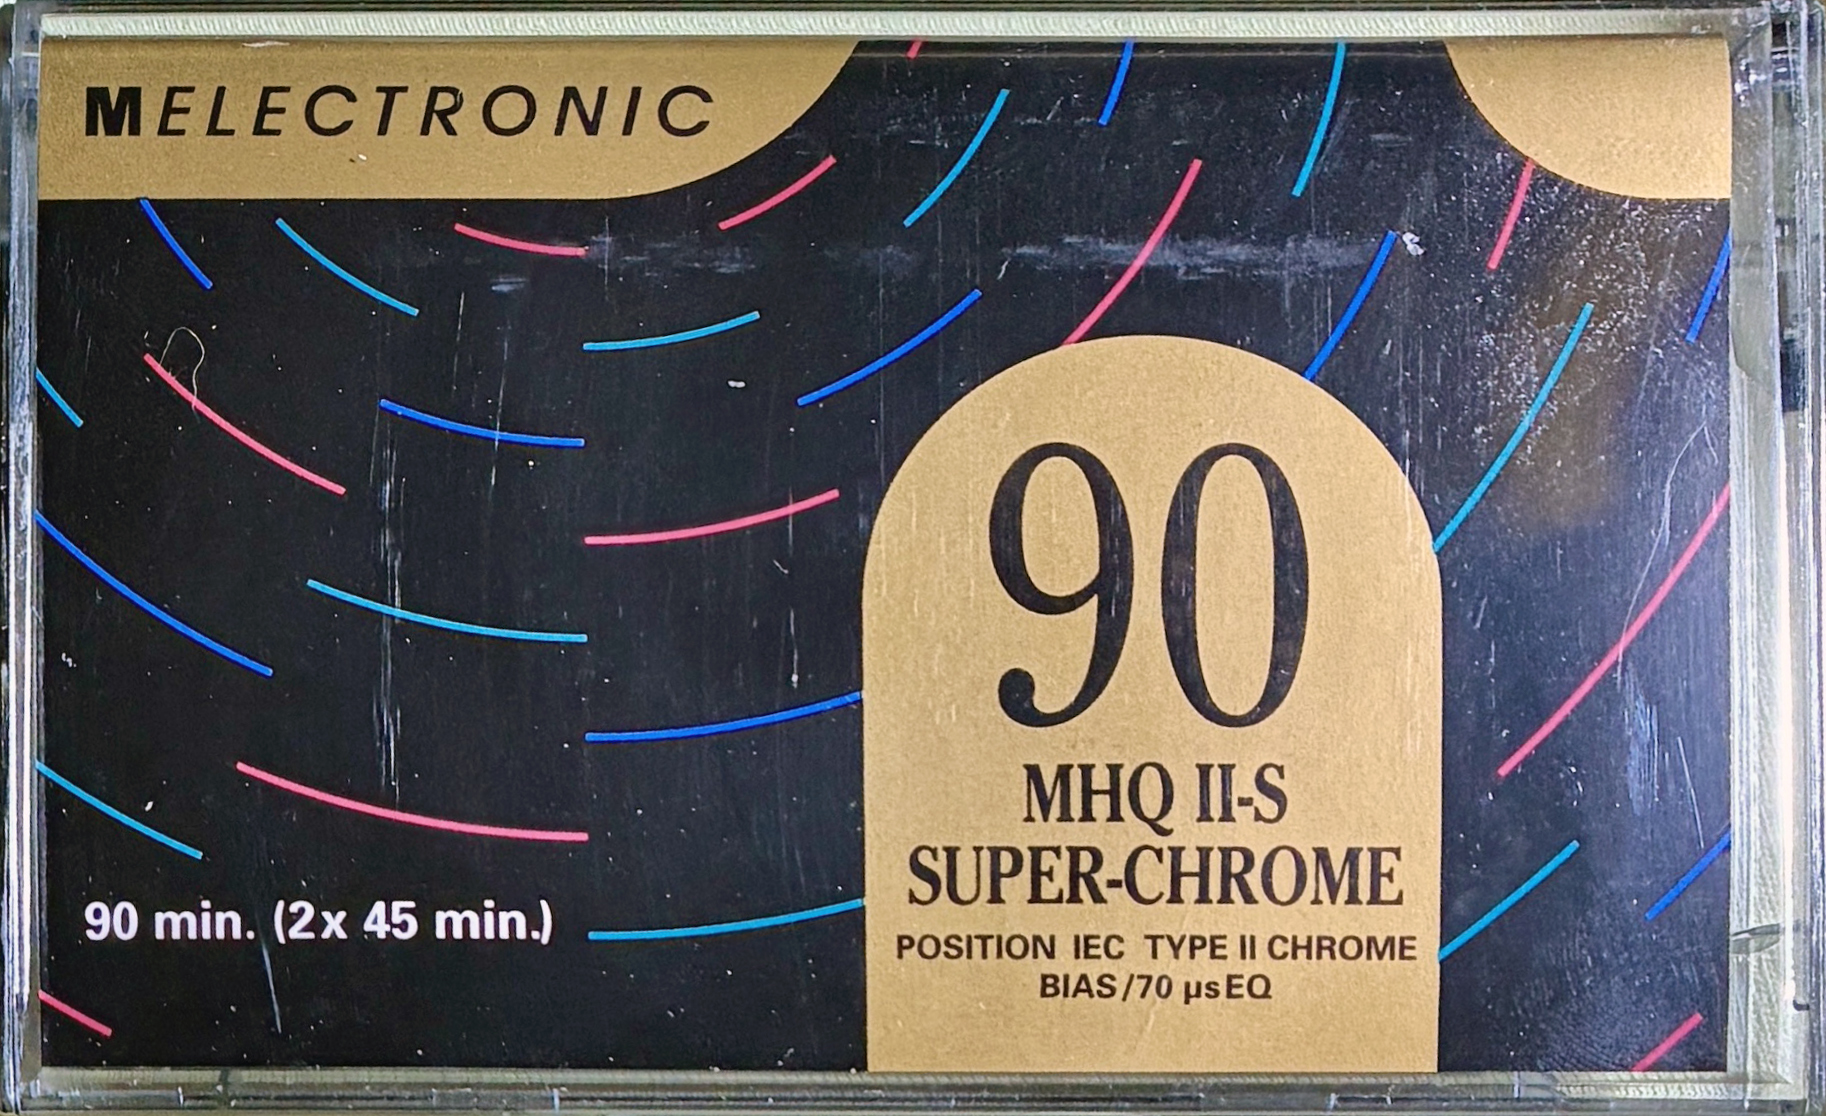 MELECTRONIC
90
MHQ II-S
SUPER-CHROME
POSITION IEC TYPE II CHROME
BIAS/70 µs EQ
90 min. (2x 45 min.)